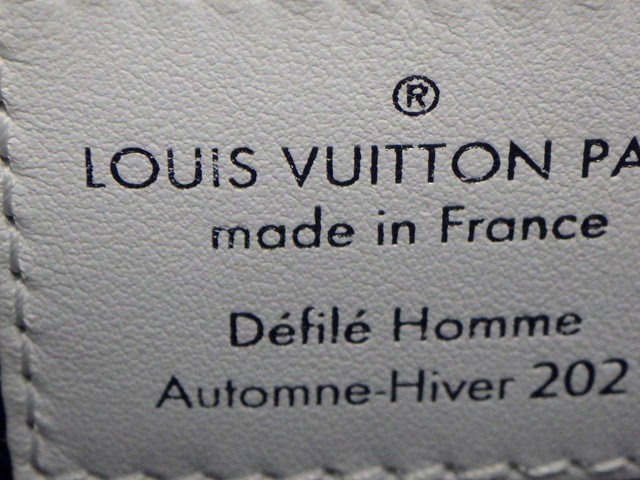 ®
LOUIS VUITTON PA
made in France
Défilé Homme
Automne-Hiver 202